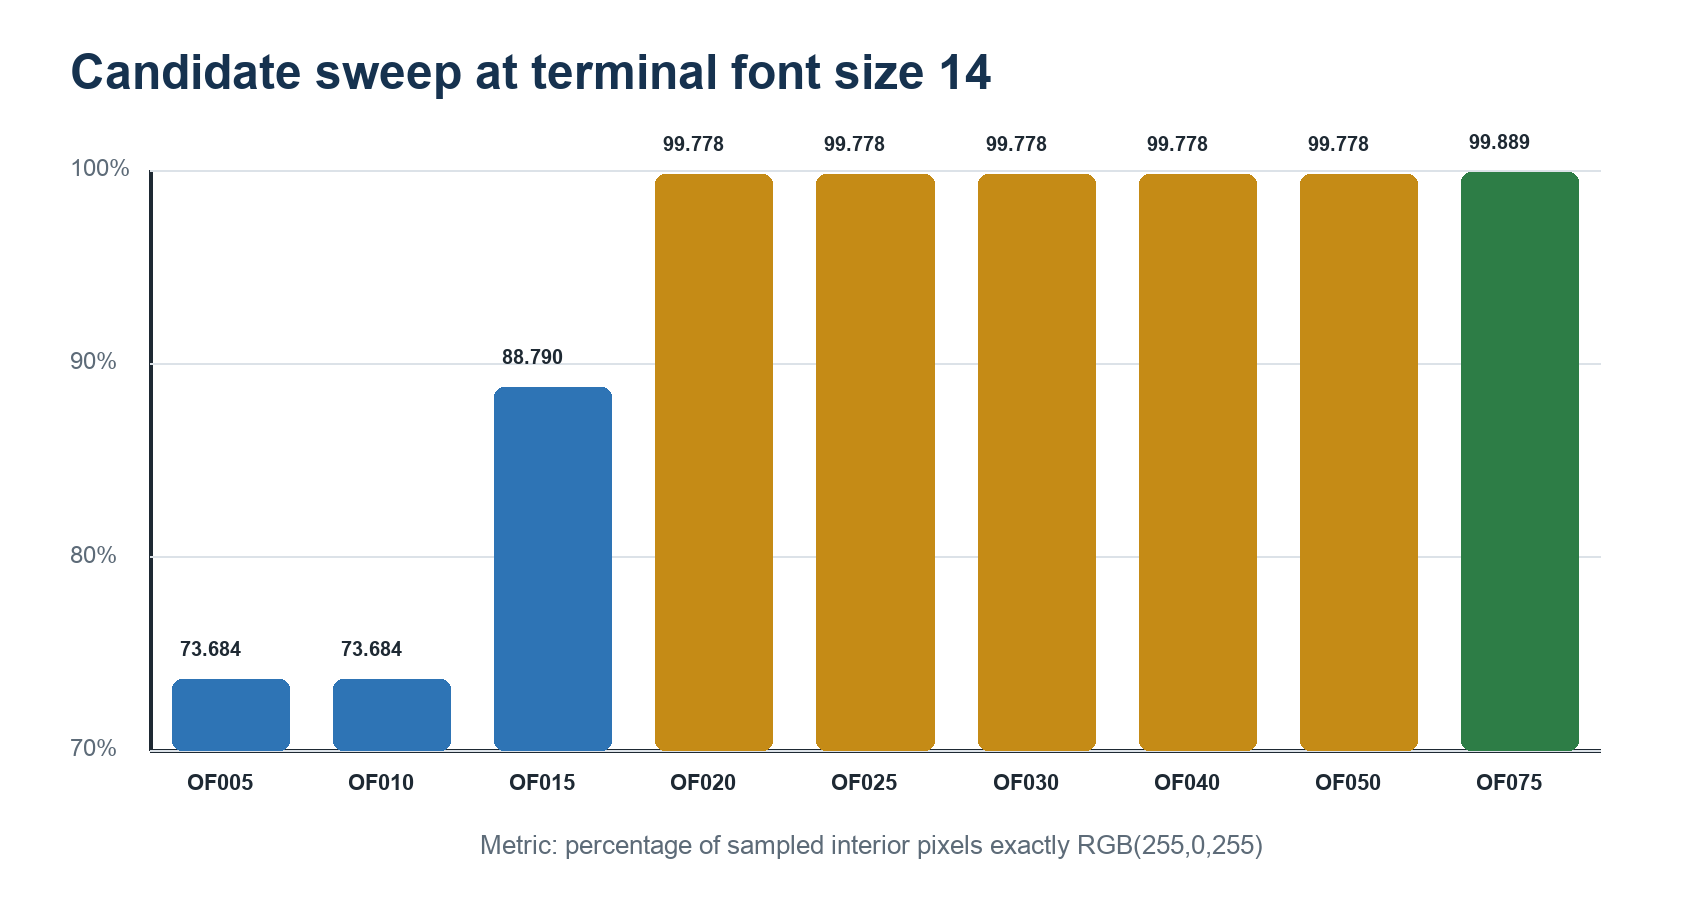 Candidate sweep at terminal font size 14
99.778 99.778 99.778 99.778 99.778 99.889
100%
88.790
90%
80%
73.684 73.684
70%
OF005 OF010 OF015 OF020 OF025 OF030 OF040 OF050 OF075
Metric: percentage of sampled interior pixels exactly RGB(255,0,255)